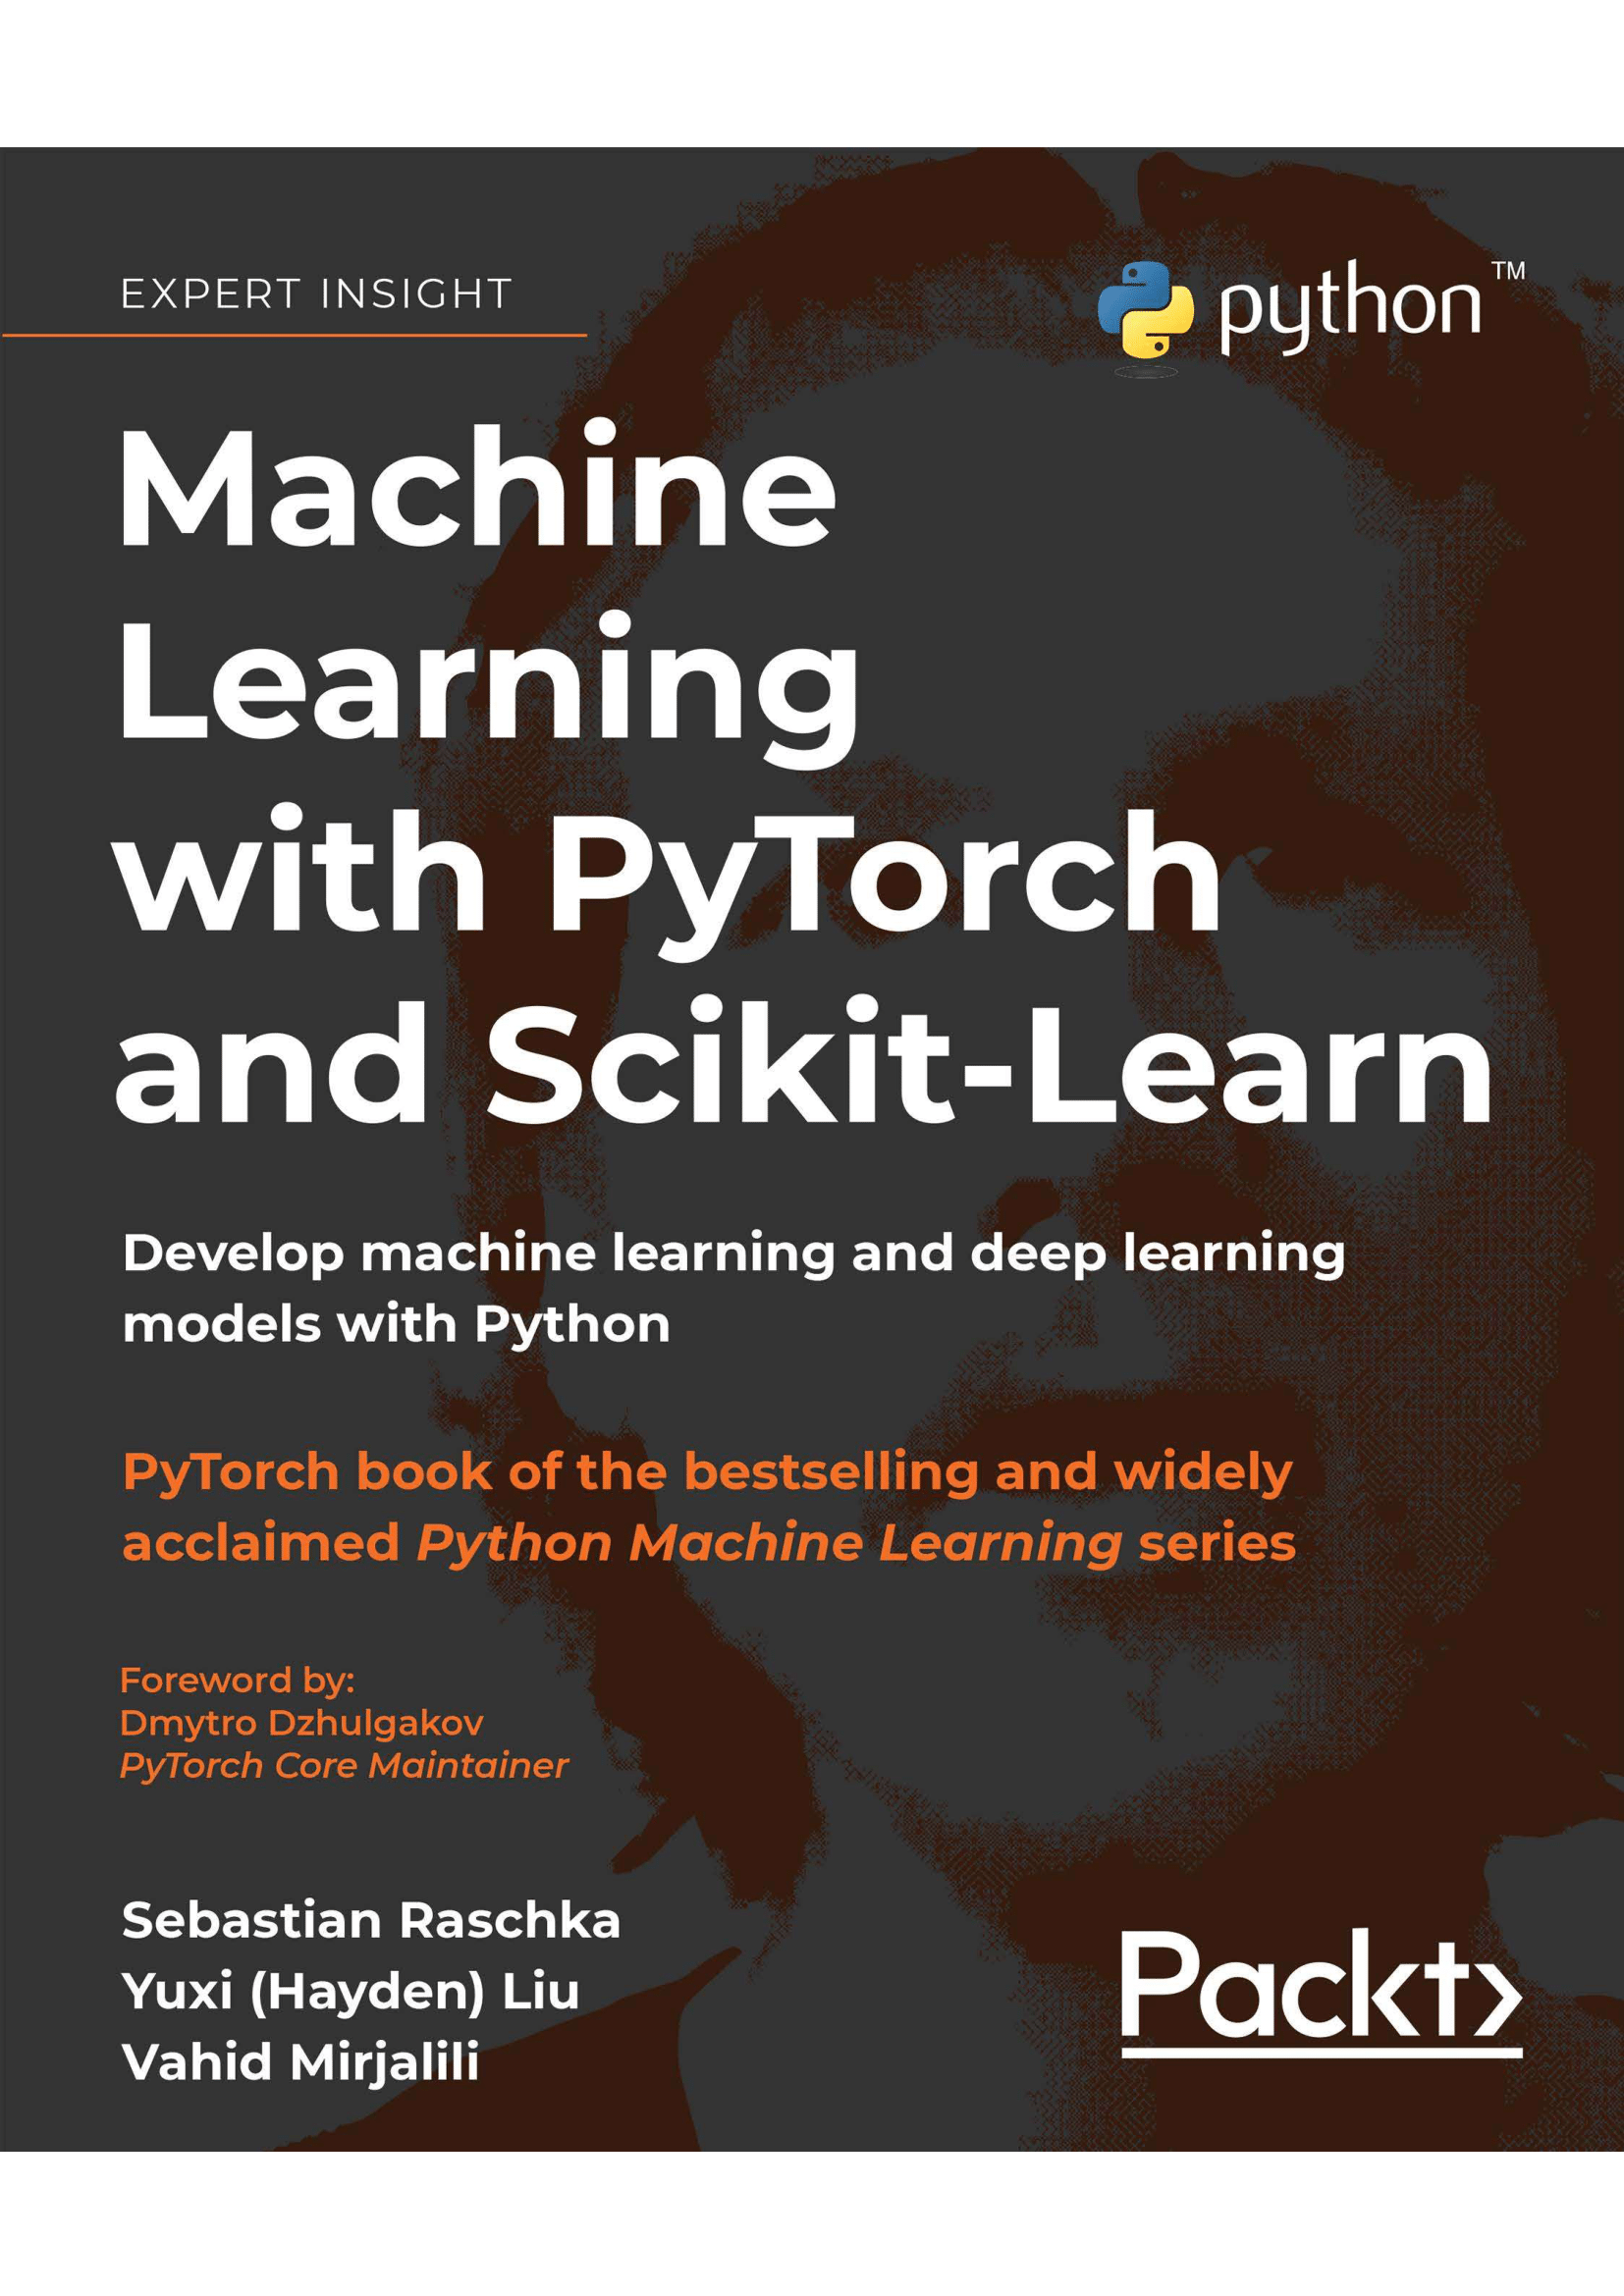 EXPERT INSIGHT
python™
Machine
Learning
with PyTorch
and Scikit-Learn
Develop machine learning and deep learning
models with Python
PyTorch book of the bestselling and widely
acclaimed Python Machine Learning series
Foreword by:
Dmytro Dzhulgakov
PyTorch Core Maintainer
Sebastian Raschka
Yuxi (Hayden) Liu
Vahid Mirjalili
Packt>